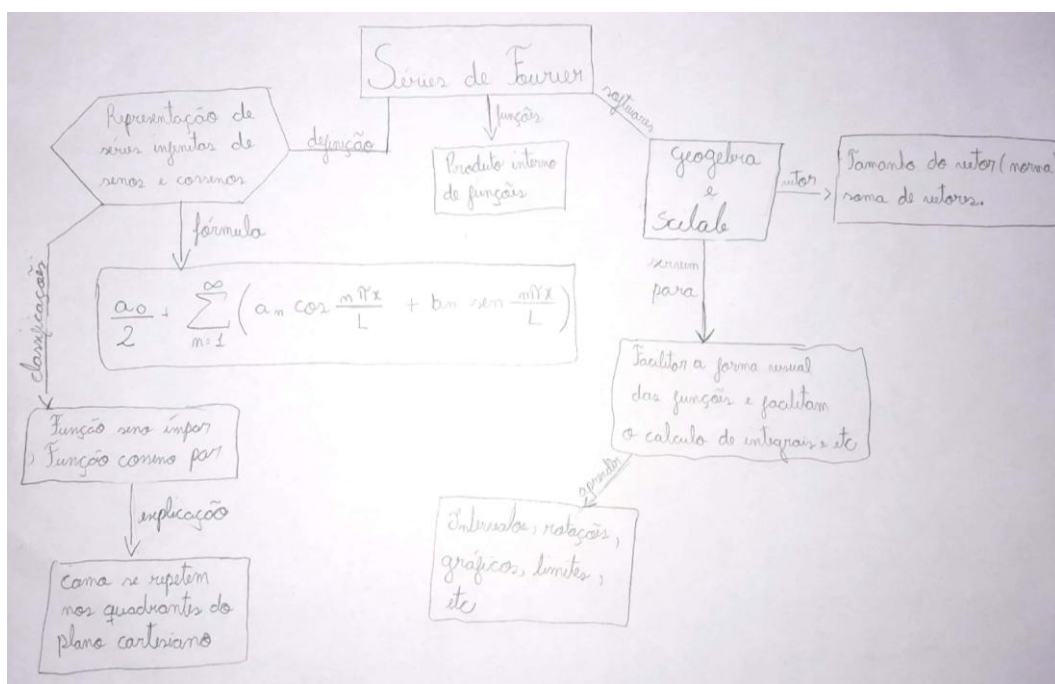 Séries de Fourier
Representação de
séries infinitas de
senos e cossenos
definição
funções
softwares
Produto interno
de funções
Geogebra
e
Scilab
vetor
Tamanho do vetor (norma)
soma de vetores.
fórmula
a₀/2 + ∑_{n=1}^{∞} (aₙ cos nπx/L + bₙ sen nπx/L)
servem
para
classificações
Facilitar a forma visual
das funções e facilitam
o calculo de integrais e etc
Função seno ímpar
, Função cosseno par
aprender
explicação
Intervalos, rotações,
gráficos, limites,
etc
Como se repetem
nos quadrantes do
plano cartesiano